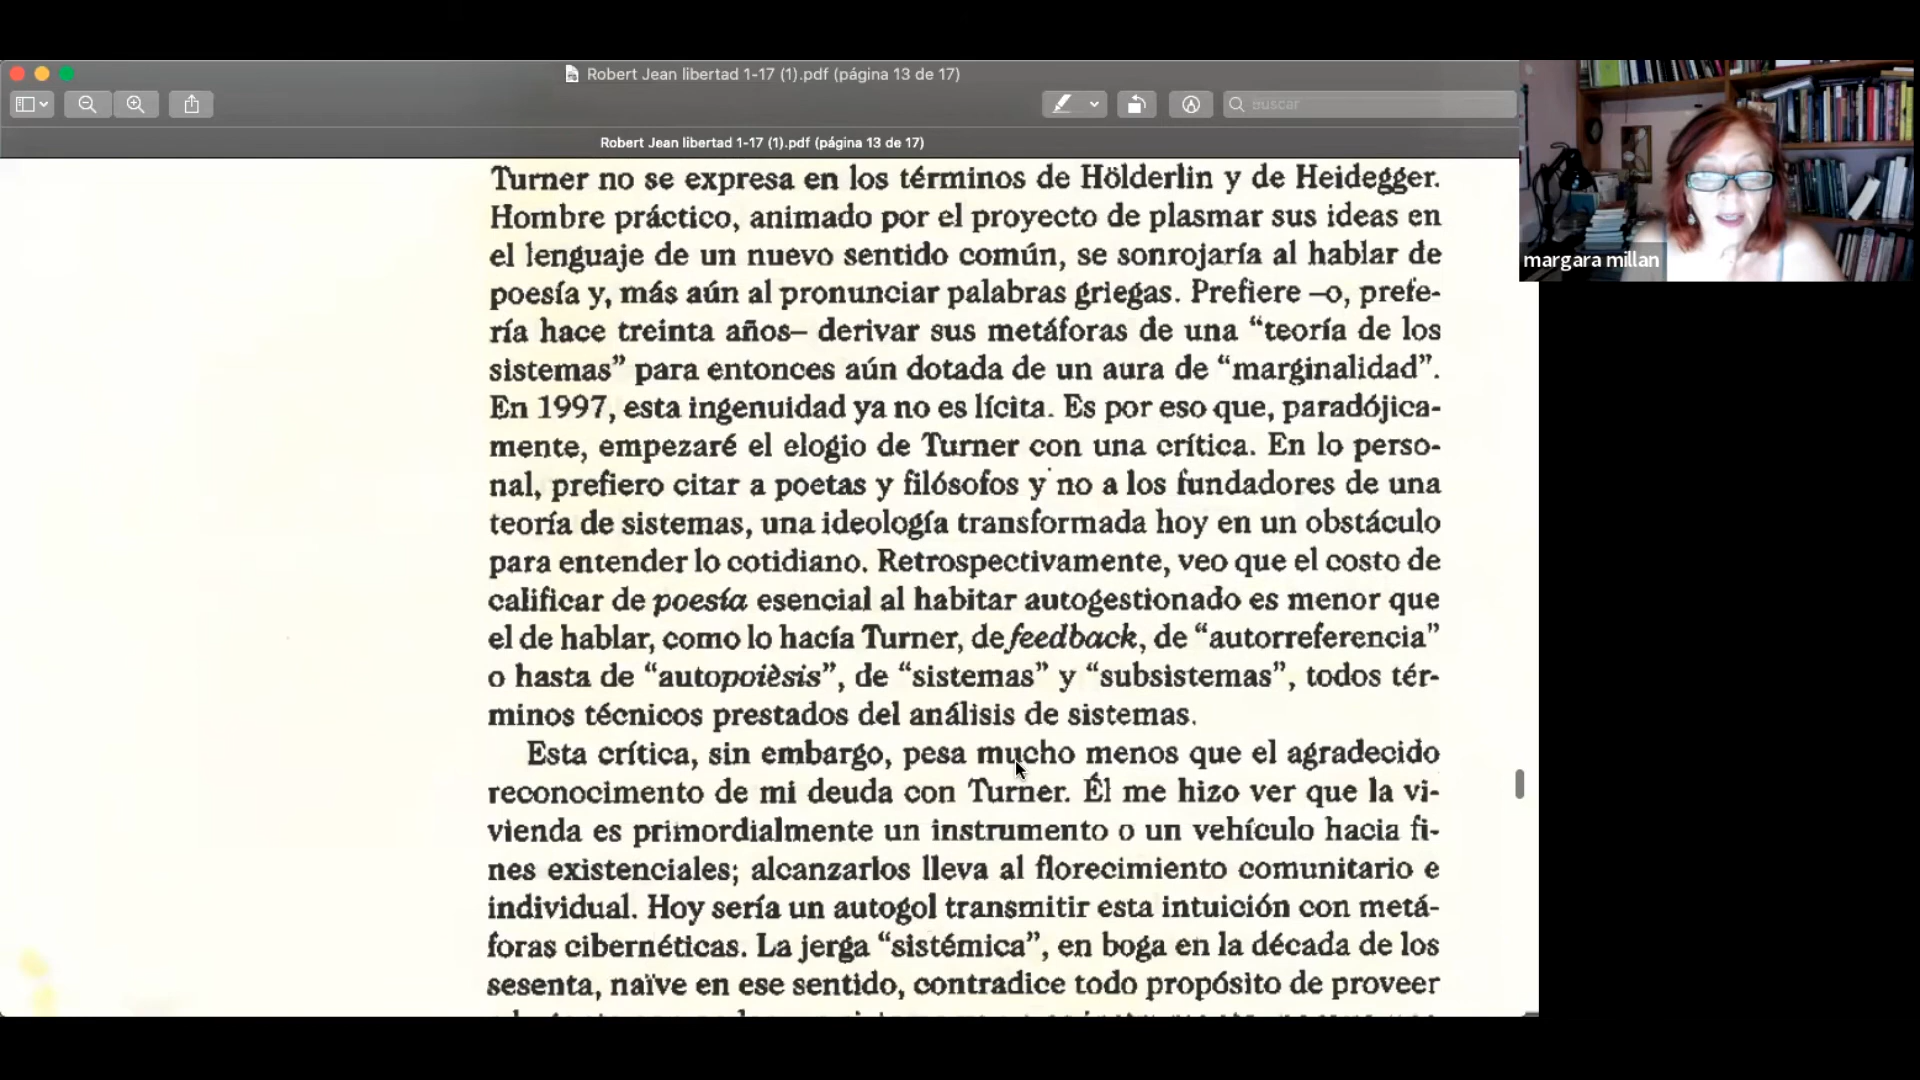 Robert Jean libertad 1-17 (1).pdf (página 13 de 17)
Buscar
Robert Jean libertad 1-17 (1).pdf (página 13 de 17)
margara millan
Turner no se expresa en los términos de Hölderlin y de Heidegger.
Hombre práctico, animado por el proyecto de plasmar sus ideas en
el lenguaje de un nuevo sentido común, se sonrojaría al hablar de
poesía y, más aún al pronunciar palabras griegas. Prefiere –o, prefe-
ría hace treinta años– derivar sus metáforas de una “teoría de los
sistemas” para entonces aún dotada de un aura de “marginalidad”.
En 1997, esta ingenuidad ya no es lícita. Es por eso que, paradójica-
mente, empezaré el elogio de Turner con una crítica. En lo perso-
nal, prefiero citar a poetas y filósofos y no a los fundadores de una
teoría de sistemas, una ideología transformada hoy en un obstáculo
para entender lo cotidiano. Retrospectivamente, veo que el costo de
calificar de poesía esencial al habitar autogestionado es menor que
el de hablar, como lo hacía Turner, de feedback, de “autorreferencia”
o hasta de “autopoièsis”, de “sistemas” y “subsistemas”, todos tér-
minos técnicos prestados del análisis de sistemas.
Esta crítica, sin embargo, pesa mucho menos que el agradecido
reconocimento de mi deuda con Turner. Él me hizo ver que la vi-
vienda es primordialmente un instrumento o un vehículo hacia fi-
nes existenciales; alcanzarlos lleva al florecimiento comunitario e
individual. Hoy sería un autogol transmitir esta intuición con metá-
foras cibernéticas. La jerga “sistémica”, en boga en la década de los
sesenta, naïve en ese sentido, contradice todo propósito de proveer